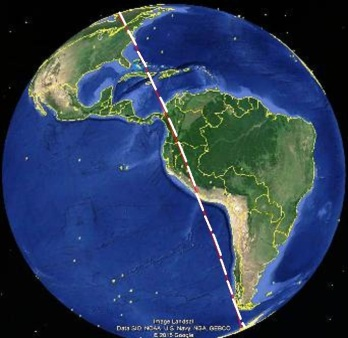 Image Landsat
Data SIO, NOAA, U.S. Navy, NGA, GEBCO
© 2015 Google